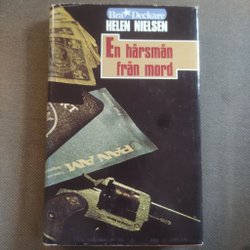 Bra Deckare
HELEN NIELSEN
En hårsmån
från mord
PAN AM